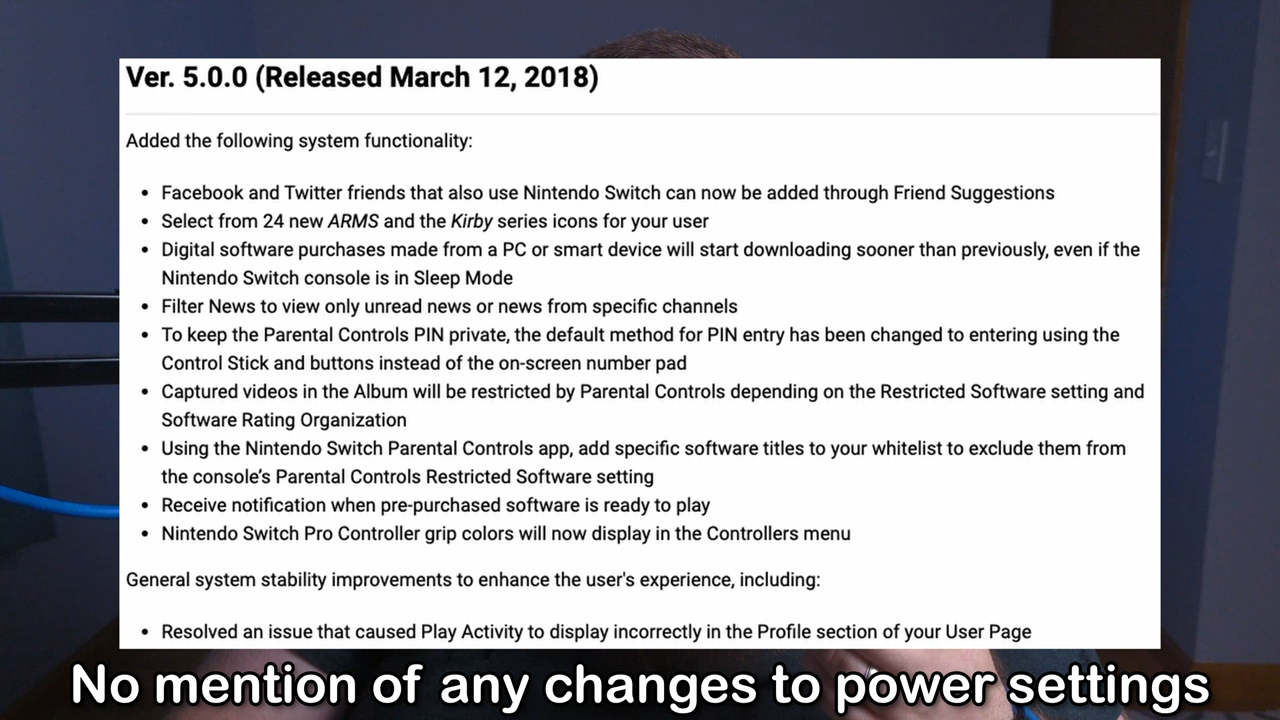 Ver. 5.0.0 (Released March 12, 2018)
Added the following system functionality:
• Facebook and Twitter friends that also use Nintendo Switch can now be added through Friend Suggestions
• Select from 24 new ARMS and the Kirby series icons for your user
• Digital software purchases made from a PC or smart device will start downloading sooner than previously, even if the
Nintendo Switch console is in Sleep Mode
• Filter News to view only unread news or news from specific channels
• To keep the Parental Controls PIN private, the default method for PIN entry has been changed to entering using the
Control Stick and buttons instead of the on-screen number pad
• Captured videos in the Album will be restricted by Parental Controls depending on the Restricted Software setting and
Software Rating Organization
• Using the Nintendo Switch Parental Controls app, add specific software titles to your whitelist to exclude them from
the console’s Parental Controls Restricted Software setting
• Receive notification when pre-purchased software is ready to play
• Nintendo Switch Pro Controller grip colors will now display in the Controllers menu
General system stability improvements to enhance the user's experience, including:
• Resolved an issue that caused Play Activity to display incorrectly in the Profile section of your User Page
No mention of any changes to power settings